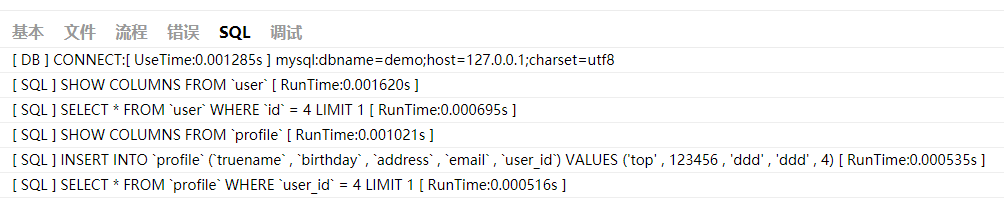 基本 文件 流程 错误 SQL 调试
[ DB ] CONNECT:[ UseTime:0.001285s ] mysql:dbname=demo;host=127.0.0.1;charset=utf8
[ SQL ] SHOW COLUMNS FROM `user` [ RunTime:0.001620s ]
[ SQL ] SELECT * FROM `user` WHERE `id` = 4 LIMIT 1 [ RunTime:0.000695s ]
[ SQL ] SHOW COLUMNS FROM `profile` [ RunTime:0.001021s ]
[ SQL ] INSERT INTO `profile` (`truename` , `birthday` , `address` , `email` , `user_id`) VALUES ('top' , 123456 , 'ddd' , 'ddd' , 4) [ RunTime:0.000535s ]
[ SQL ] SELECT * FROM `profile` WHERE `user_id` = 4 LIMIT 1 [ RunTime:0.000516s ]